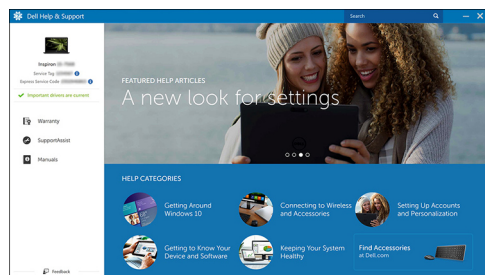 Dell Help & Support
Search
Inspiron
Service Tag
Express Service Code
Important drivers are current
Warranty
SupportAssist
Manuals
Feedback
FEATURED HELP ARTICLES
A new look for settings
HELP CATEGORIES
Getting Around
Windows 10
Connecting to Wireless
and Accessories
Setting Up Accounts
and Personalization
Getting to Know Your
Device and Software
Keeping Your System
Healthy
Find Accessories
at Dell.com